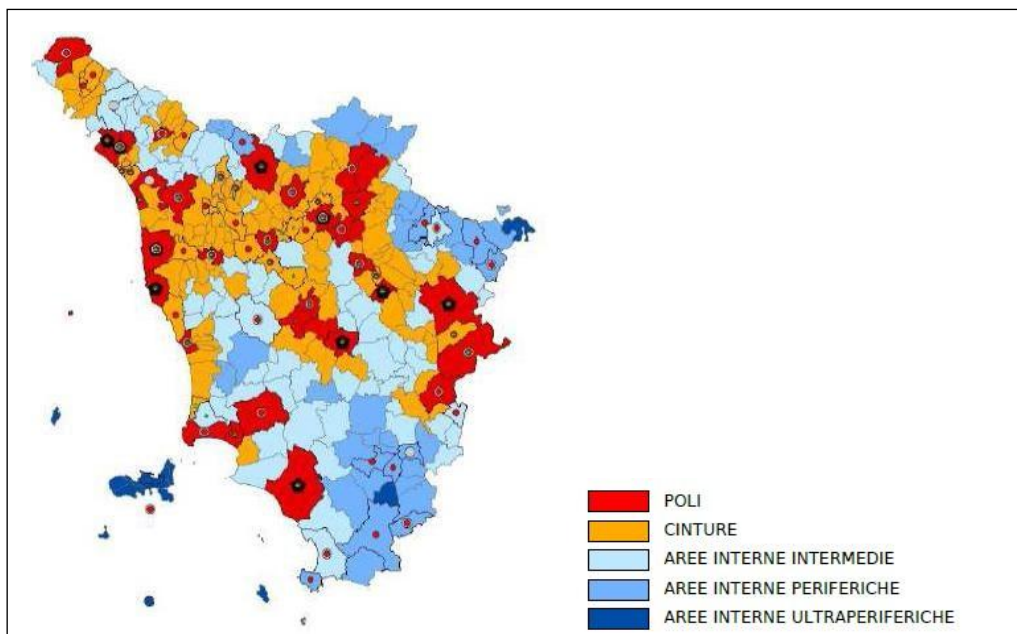 POLI
CINTURE
AREE INTERNE INTERMEDIE
AREE INTERNE PERIFERICHE
AREE INTERNE ULTRAPERIFERICHE